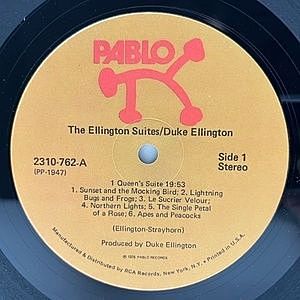 PABLO
The Ellington Suites/Duke Ellington
2310-762-A
(PP-1947)
Side 1
Stereo
1 Queen's Suite 19:53
1. Sunset and the Mocking Bird; 2. Lightning
Bugs and Frogs; 3. Le Sucrier Velour;
4. Northern Lights; 5. The Single Petal
of a Rose; 6. Apes and Peacocks
(Ellington-Strayhorn)
Produced by Duke Ellington
© 1976 PABLO RECORDS
Manufactured & Distributed by RCA Records, New York, N.Y. • Printed in U.S.A.